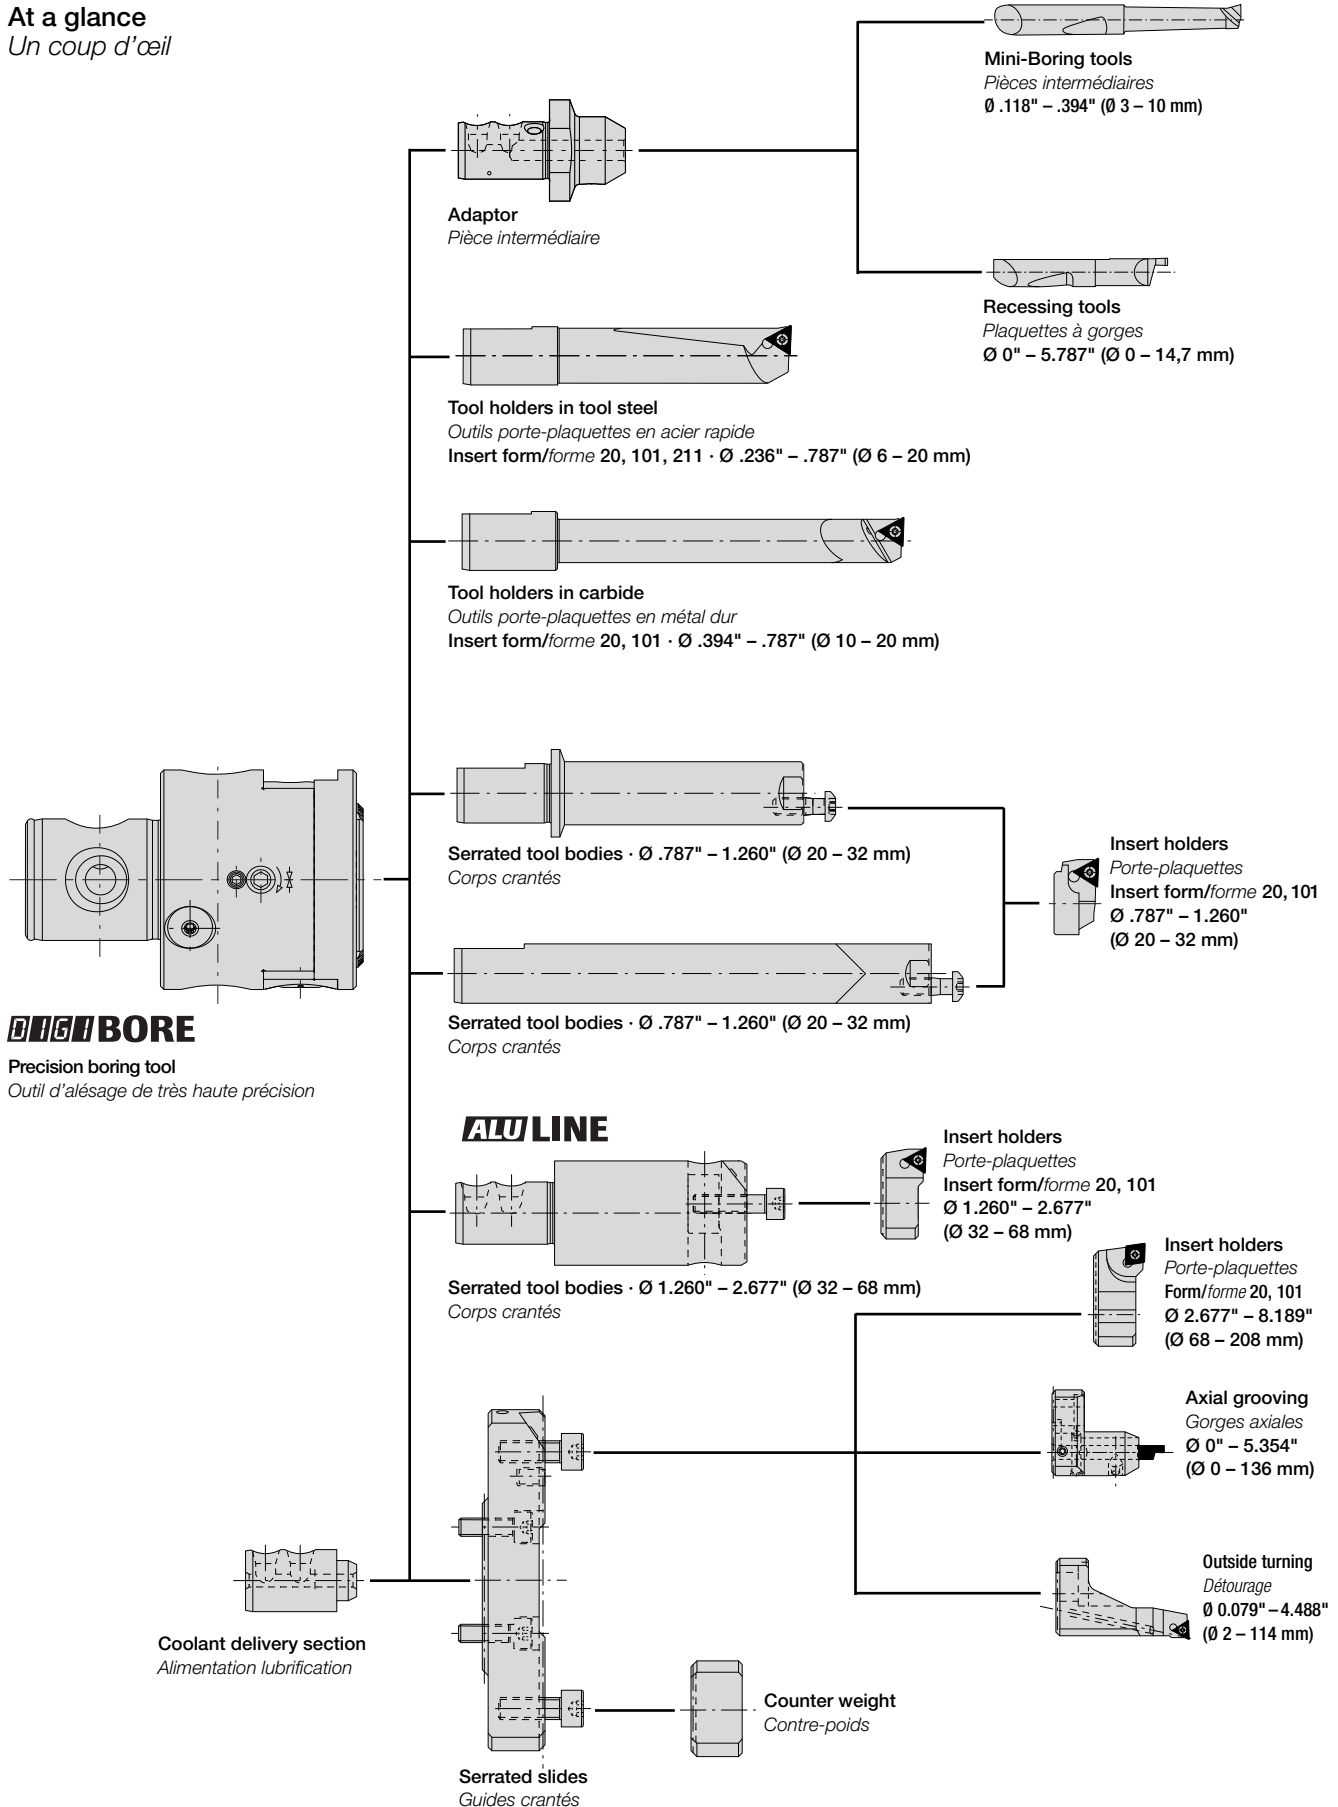 At a glance
Un coup d'œil
Mini-Boring tools
Pièces intermédiaires
Ø .118" – .394" (Ø 3 – 10 mm)
Adaptor
Pièce intermédiaire
Recessing tools
Plaquettes à gorges
Ø 0" – 5.787" (Ø 0 – 14,7 mm)
Tool holders in tool steel
Outils porte-plaquettes en acier rapide
Insert form/forme 20, 101, 211 · Ø .236" – .787" (Ø 6 – 20 mm)
Tool holders in carbide
Outils porte-plaquettes en métal dur
Insert form/forme 20, 101 · Ø .394" – .787" (Ø 10 – 20 mm)
Serrated tool bodies · Ø .787" – 1.260" (Ø 20 – 32 mm)
Corps crantés
Insert holders
Porte-plaquettes
Insert form/forme 20, 101
Ø .787" – 1.260"
(Ø 20 – 32 mm)
Serrated tool bodies · Ø .787" – 1.260" (Ø 20 – 32 mm)
Corps crantés
DIGIBORE
Precision boring tool
Outil d'alésage de très haute précision
ALU LINE
Insert holders
Porte-plaquettes
Insert form/forme 20, 101
Ø 1.260" – 2.677"
(Ø 32 – 68 mm)
Serrated tool bodies · Ø 1.260" – 2.677" (Ø 32 – 68 mm)
Corps crantés
Insert holders
Porte-plaquettes
Form/forme 20, 101
Ø 2.677" – 8.189"
(Ø 68 – 208 mm)
Axial grooving
Gorges axiales
Ø 0" – 5.354"
(Ø 0 – 136 mm)
Outside turning
Détourage
Ø 0.079" – 4.488"
(Ø 2 – 114 mm)
Coolant delivery section
Alimentation lubrification
Counter weight
Contre-poids
Serrated slides
Guides crantés